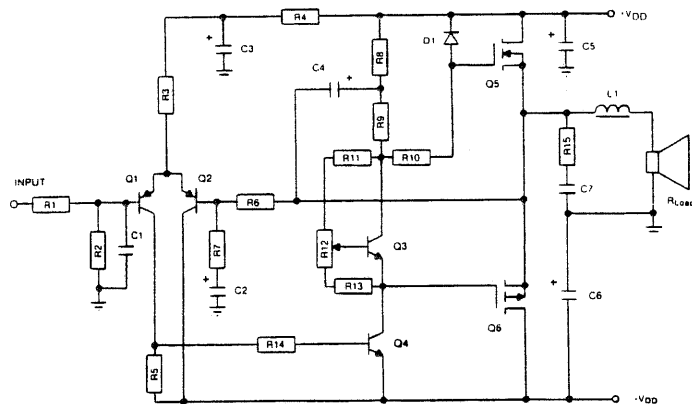 R4
-VDD
C3
D1
C5
R8
Q5
C4
L1
R3
R9
R15
R11
R10
INPUT
Q1
Q2
RLoad
C7
R1
R6
R2
C1
R12
Q3
R7
C2
R13
C6
Q6
Q4
R14
R5
-VDD